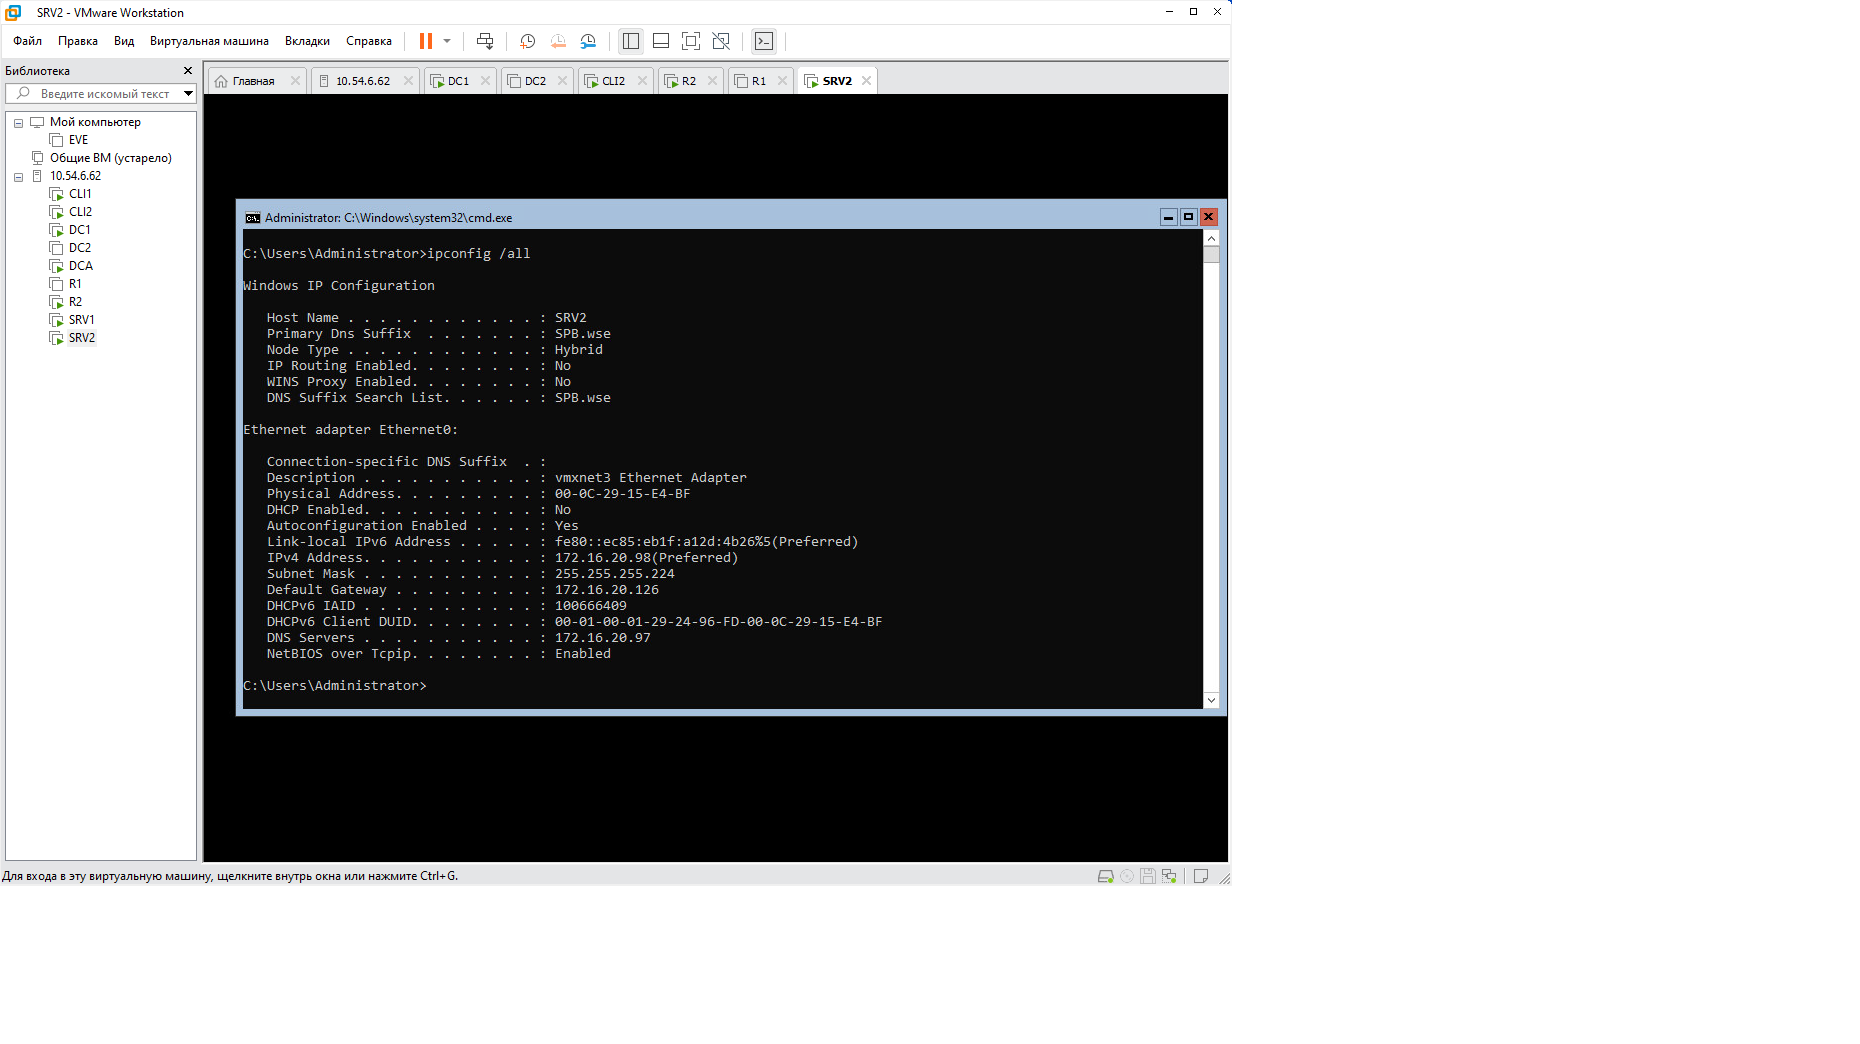 SRV2 - VMware Workstation
Файл Правка Вид Виртуальная машина Вкладки Справка
Библиотека
Введите искомый текст
Мой компьютер
EVE
Общие ВМ (устарело)
10.54.6.62
CLI1
CLI2
DC1
DC2
DCA
R1
R2
SRV1
SRV2
Главная 10.54.6.62 DC1 DC2 CLI2 R2 R1 SRV2
Administrator: C:\Windows\system32\cmd.exe
C:\Users\Administrator>ipconfig /all
Windows IP Configuration
Host Name . . . . . . . . . . . . : SRV2
Primary Dns Suffix  . . . . . . . : SPB.wse
Node Type . . . . . . . . . . . . : Hybrid
IP Routing Enabled. . . . . . . . : No
WINS Proxy Enabled. . . . . . . . : No
DNS Suffix Search List. . . . . . : SPB.wse
Ethernet adapter Ethernet0:
Connection-specific DNS Suffix  . :
Description . . . . . . . . . . . : vmxnet3 Ethernet Adapter
Physical Address. . . . . . . . . : 00-0C-29-15-E4-BF
DHCP Enabled. . . . . . . . . . . : No
Autoconfiguration Enabled . . . . : Yes
Link-local IPv6 Address . . . . . : fe80::ec85:eb1f:a12d:4b26%5(Preferred)
IPv4 Address. . . . . . . . . . . : 172.16.20.98(Preferred)
Subnet Mask . . . . . . . . . . . : 255.255.255.224
Default Gateway . . . . . . . . . : 172.16.20.126
DHCPv6 IAID . . . . . . . . . . . : 100666409
DHCPv6 Client DUID. . . . . . . . : 00-01-00-01-29-24-96-FD-00-0C-29-15-E4-BF
DNS Servers . . . . . . . . . . . : 172.16.20.97
NetBIOS over Tcpip. . . . . . . . : Enabled
C:\Users\Administrator>
Для входа в эту виртуальную машину, щелкните внутрь окна или нажмите Ctrl+G.